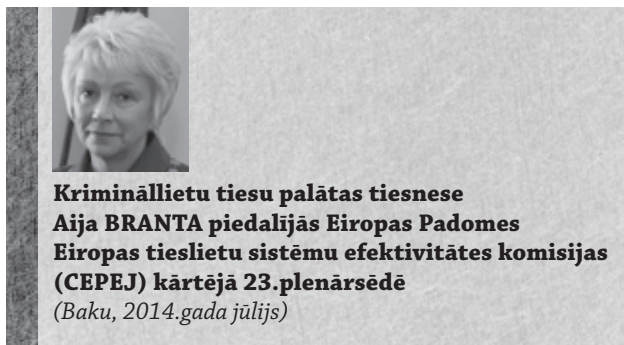 Krimināllietu tiesu palātas tiesnese
Aija BRANTA piedalījās Eiropas Padomes
Eiropas tieslietu sistēmu efektivitātes komisijas
(CEPEJ) kārtējā 23.plenārsēdē
(Baku, 2014.gada jūlijs)